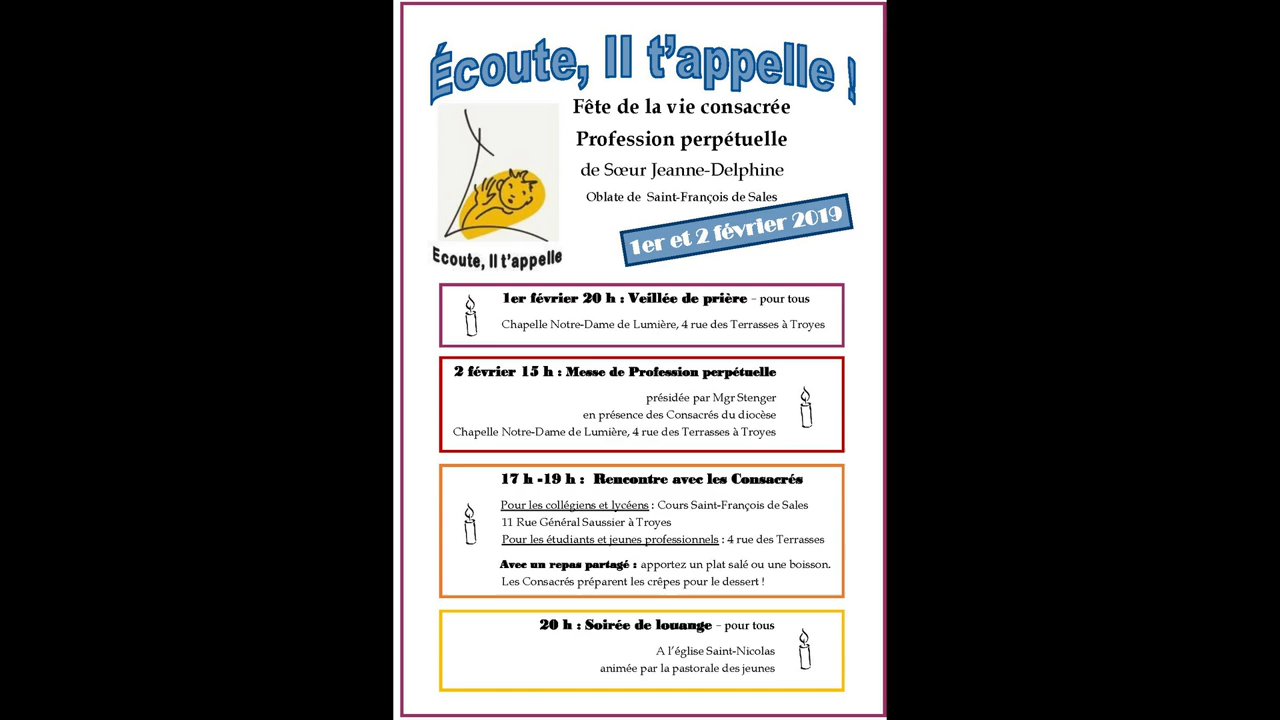 Écoute, Il t'appelle !
Fête de la vie consacrée
Profession perpétuelle
de Sœur Jeanne-Delphine
Oblate de Saint-François de Sales
1er et 2 février 2019
Ecoute, Il t'appelle
1er février 20 h : Veillée de prière – pour tous
Chapelle Notre-Dame de Lumière, 4 rue des Terrasses à Troyes
2 février 15 h : Messe de Profession perpétuelle
présidée par Mgr Stenger
en présence des Consacrés du diocèse
Chapelle Notre-Dame de Lumière, 4 rue des Terrasses à Troyes
17 h -19 h : Rencontre avec les Consacrés
Pour les collégiens et lycéens : Cours Saint-François de Sales
11 Rue Général Saussier à Troyes
Pour les étudiants et jeunes professionnels : 4 rue des Terrasses
Avec un repas partagé : apportez un plat salé ou une boisson.
Les Consacrés préparent les crêpes pour le dessert !
20 h : Soirée de louange – pour tous
A l'église Saint-Nicolas
animée par la pastorale des jeunes